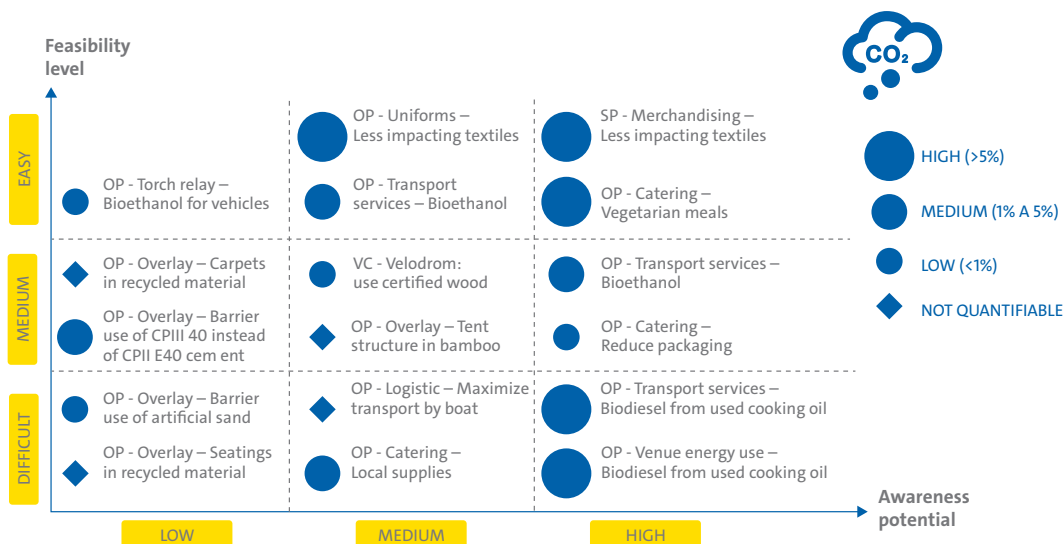 Feasibility
level
CO₂
EASY
OP - Uniforms –
Less impacting textiles
SP - Merchandising –
Less impacting textiles
OP - Torch relay –
Bioethanol for vehicles
OP - Transport
services – Bioethanol
OP - Catering –
Vegetarian meals
HIGH (>5%)
MEDIUM (1% A 5%)
LOW (<1%)
NOT QUANTIFIABLE
MEDIUM
OP - Overlay – Carpets
in recycled material
VC - Velodrom:
use certified wood
OP - Transport services –
Bioethanol
OP - Overlay – Barrier
use of CPIII 40 instead
of CPII E40 cem ent
OP - Overlay – Tent
structure in bamboo
OP - Catering –
Reduce packaging
DIFFICULT
OP - Overlay – Barrier
use of artificial sand
OP - Logistic – Maximize
transport by boat
OP - Transport services –
Biodiesel from used cooking oil
OP - Overlay – Seatings
in recycled material
OP - Catering –
Local supplies
OP - Venue energy use –
Biodiesel from used cooking oil
Awareness
potential
LOW
MEDIUM
HIGH